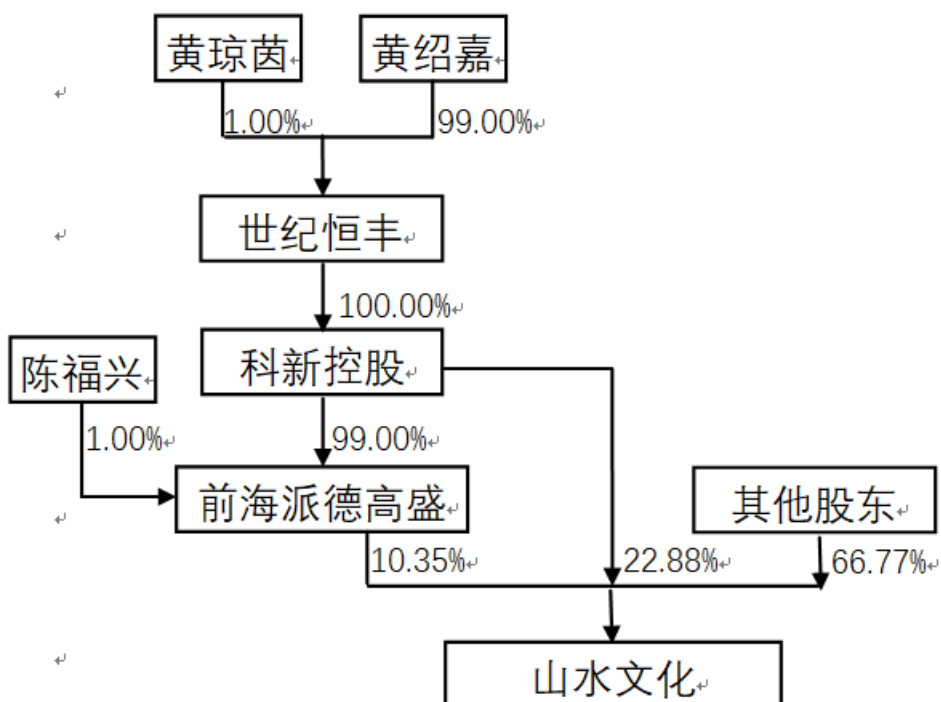 黄琼茵
黄绍嘉
1.00%
99.00%
世纪恒丰
100.00%
科新控股
陈福兴
1.00%
99.00%
前海派德高盛
其他股东
10.35%
22.88%
66.77%
山水文化